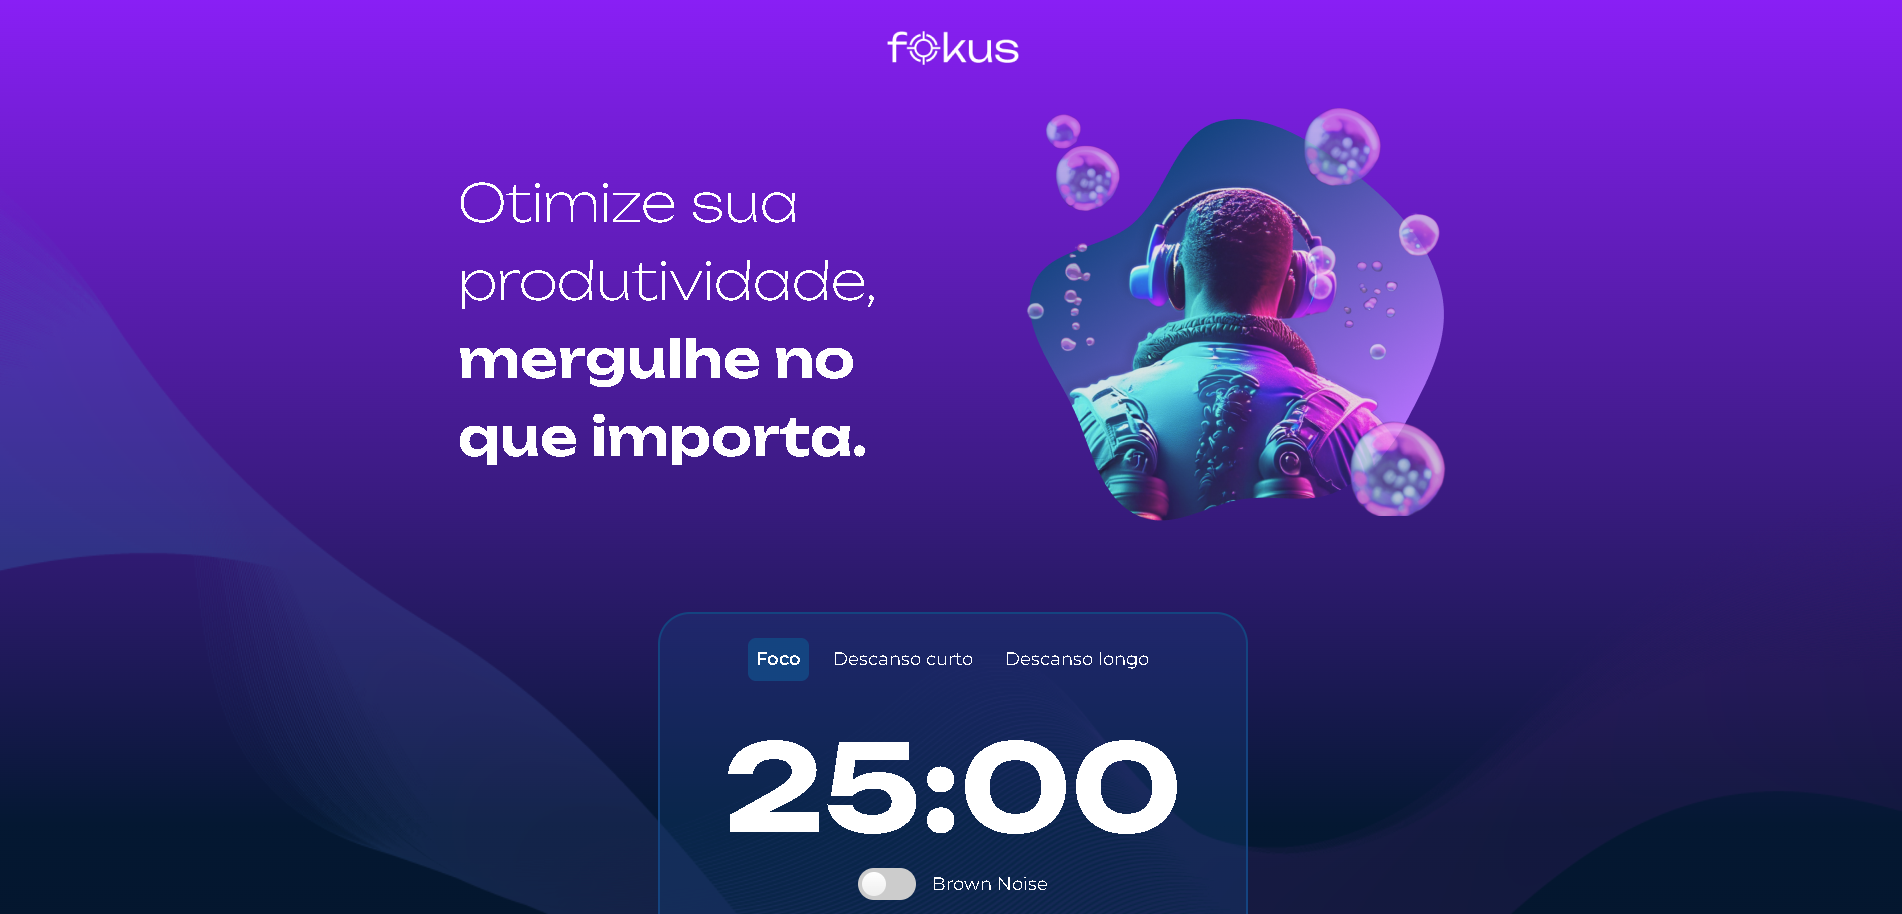 fokus
Otimize sua
produtividade,
mergulhe no
que importa.
Foco Descanso curto Descanso longo
25:00
Brown Noise